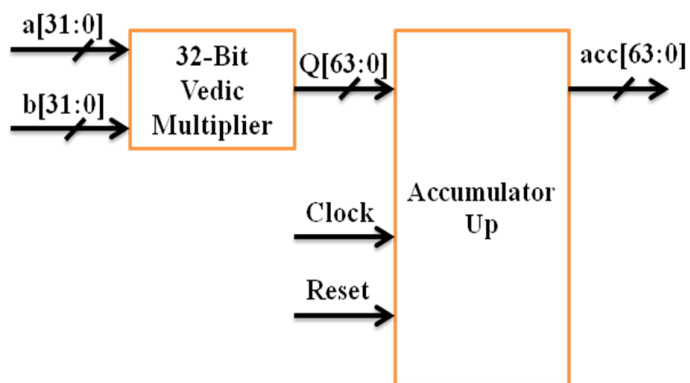 a[31:0]
b[31:0]
32-Bit
Vedic
Multiplier
Q[63:0]
Clock
Reset
Accumulator
Up
acc[63:0]